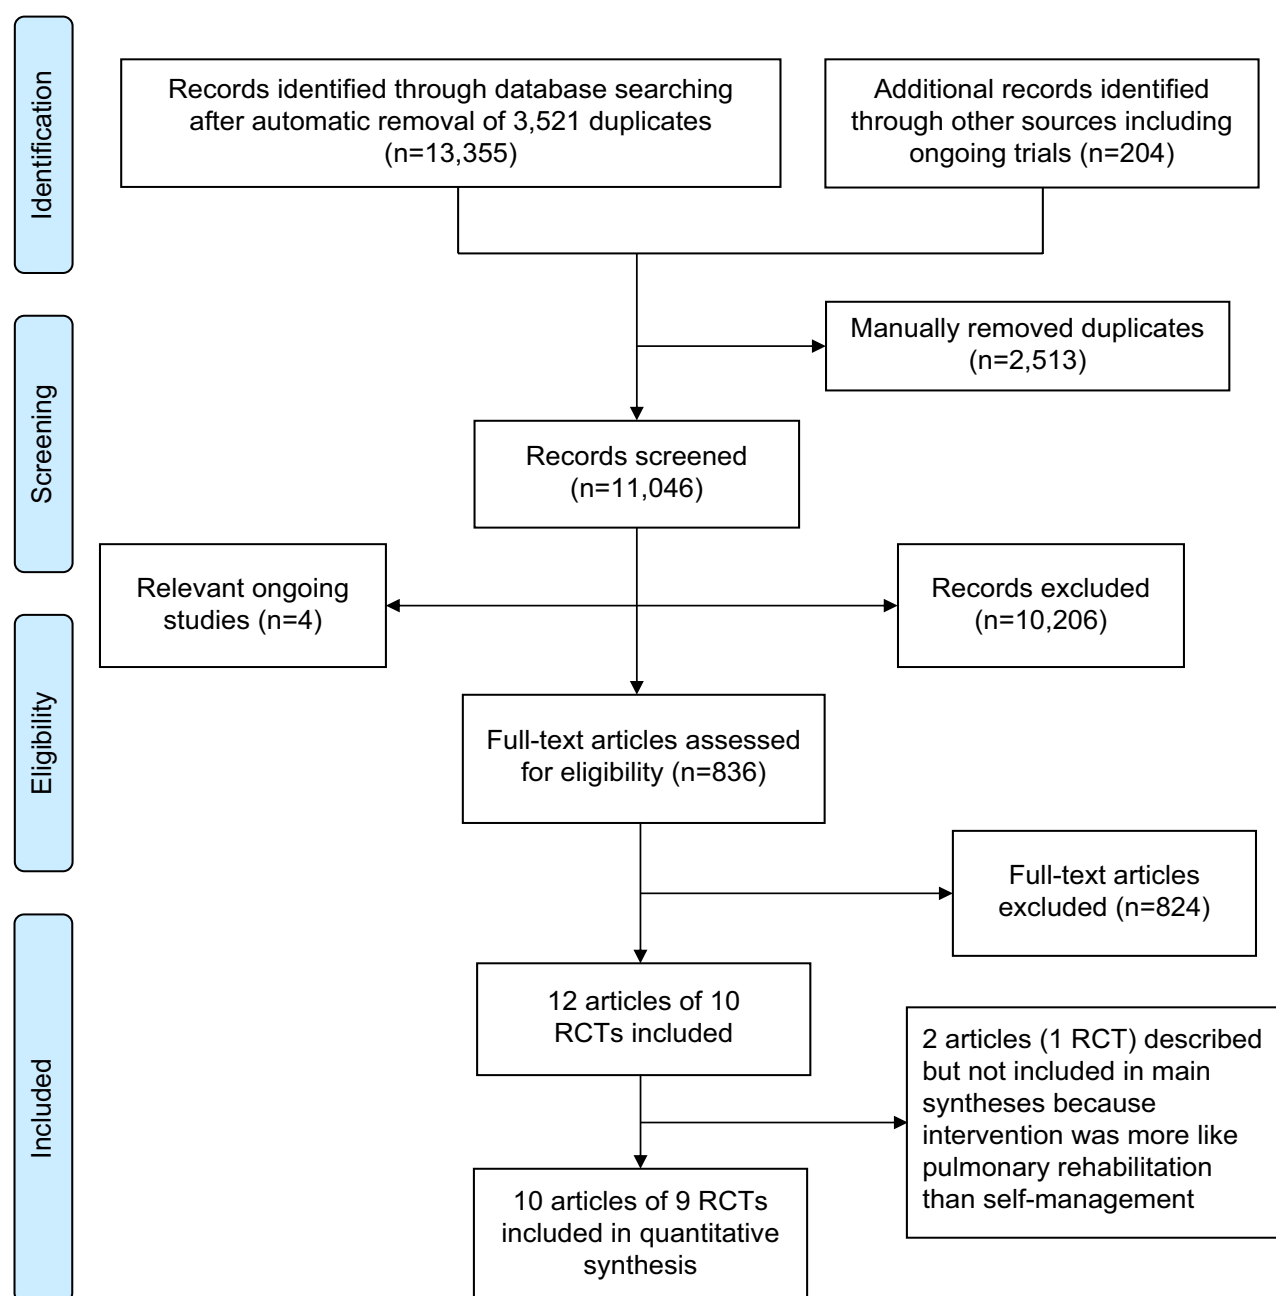 Identification
Records identified through database searching
after automatic removal of 3,521 duplicates
(n=13,355)
Additional records identified
through other sources including
ongoing trials (n=204)
Screening
Manually removed duplicates
(n=2,513)
Records screened
(n=11,046)
Relevant ongoing
studies (n=4)
Records excluded
(n=10,206)
Eligibility
Full-text articles assessed
for eligibility (n=836)
Full-text articles
excluded (n=824)
Included
12 articles of 10
RCTs included
2 articles (1 RCT) described
but not included in main
syntheses because
intervention was more like
pulmonary rehabilitation
than self-management
10 articles of 9 RCTs
included in quantitative
synthesis